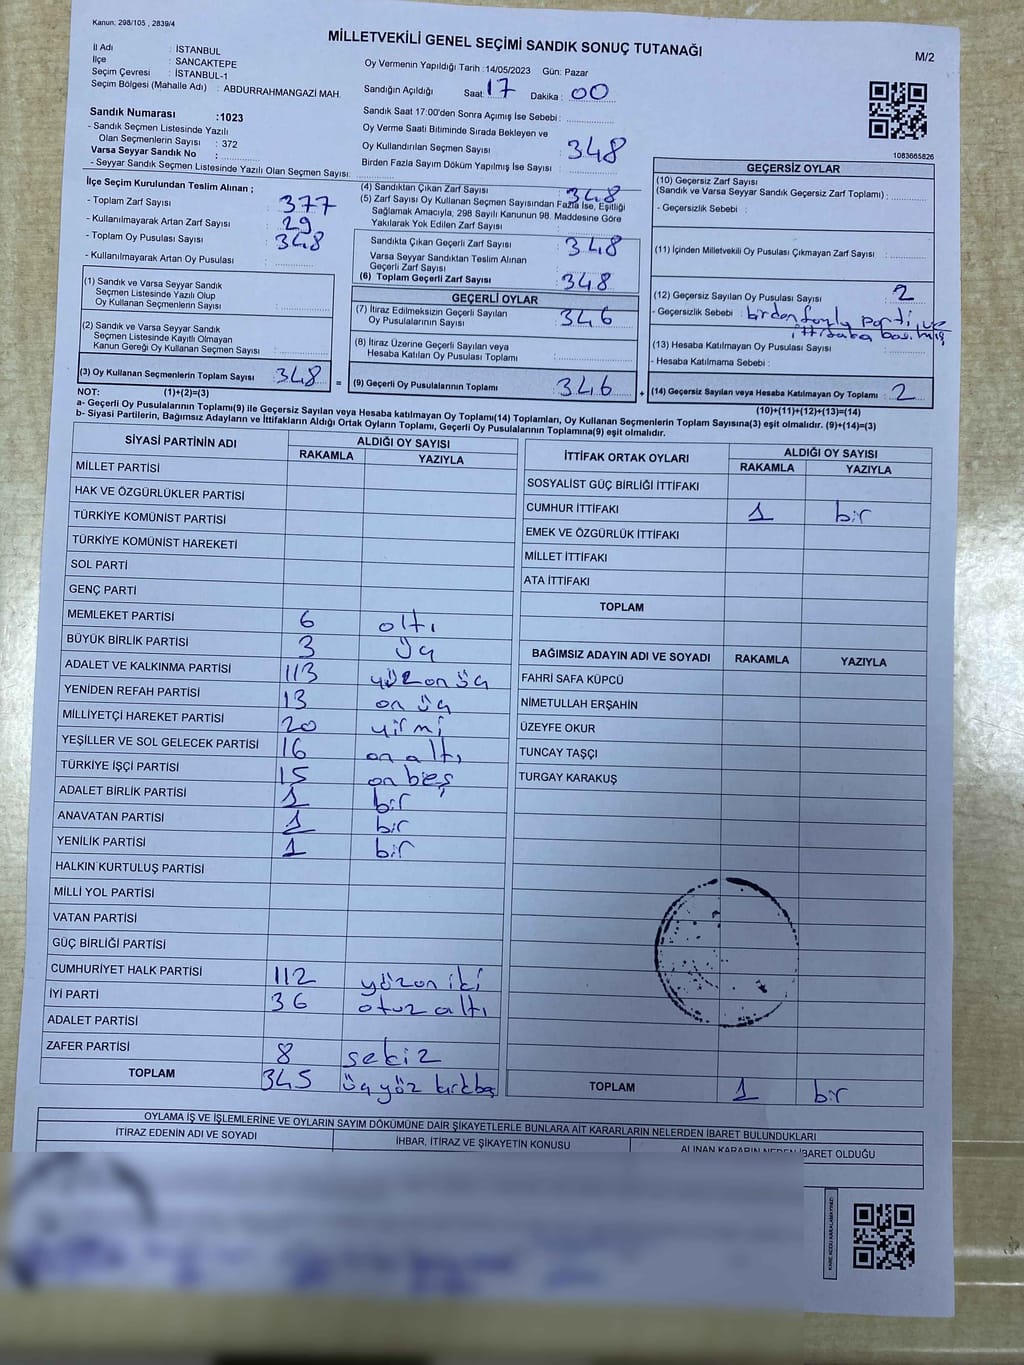 Kanun: 298/105 , 2839/4
MİLLETVEKİLİ GENEL SEÇİMİ SANDIK SONUÇ TUTANAĞI
M/2
İl Adı : İSTANBUL
İlçe : SANCAKTEPE
Seçim Çevresi : İSTANBUL-1
Seçim Bölgesi (Mahalle Adı) : ABDURRAHMANGAZİ MAH.
Oy Vermenin Yapıldığı Tarih :14/05/2023 Gün: Pazar
Sandığın Açıldığı Saat: 17 Dakika : 00
Sandık Saat 17:00'den Sonra Açımış İse Sebebi :
Oy Verme Saati Bitiminde Sırada Bekleyen ve
Oy Kullandırılan Seçmen Sayısı 348
Birden Fazla Sayım Döküm Yapılmış İse Sayısı :
Sandık Numarası :1023
- Sandık Seçmen Listesinde Yazılı
Olan Seçmenlerin Sayısı : 372
Varsa Seyyar Sandık No :
- Seyyar Sandık Seçmen Listesinde Yazılı Olan Seçmen Sayısı:
1083665826
İlçe Seçim Kurulundan Teslim Alınan ;
- Toplam Zarf Sayısı : 377
- Kullanılmayarak Artan Zarf Sayısı : 29
- Toplam Oy Pusulası Sayısı : 348
- Kullanılmayarak Artan Oy Pusulası :
(1) Sandık ve Varsa Seyyar Sandık
Seçmen Listesinde Yazılı Olup
Oy Kullanan Seçmenlerin Sayısı :
(2) Sandık ve Varsa Seyyar Sandık
Seçmen Listesinde Kayıtlı Olmayan
Kanun Gereği Oy Kullanan Seçmen Sayısı :
(3) Oy Kullanan Seçmenlerin Toplam Sayısı : 348 =
(4) Sandıktan Çıkan Zarf Sayısı : 348
(5) Zarf Sayısı Oy Kullanan Seçmen Sayısından Fazla İse, Eşitliği
Sağlamak Amacıyla, 298 Sayılı Kanunun 98. Maddesine Göre
Yakılarak Yok Edilen Zarf Sayısı :
Sandıkta Çıkan Geçerli Zarf Sayısı : 348
Varsa Seyyar Sandıktan Teslim Alınan
Geçerli Zarf Sayısı :
(6) Toplam Geçerli Zarf Sayısı : 348
GEÇERLİ OYLAR
(7) İtiraz Edilmeksizin Geçerli Sayılan
Oy Pusulalarının Sayısı : 346
(8) İtiraz Üzerine Geçerli Sayılan veya
Hesaba Katılan Oy Pusulası Toplamı :
(9) Geçerli Oy Pusulalarının Toplamı : 346 +
GEÇERSİZ OYLAR
(10) Geçersiz Zarf Sayısı
(Sandık ve Varsa Seyyar Sandık Geçersiz Zarf Toplamı) :
- Geçersizlik Sebebi :
(11) İçinden Milletvekili Oy Pusulası Çıkmayan Zarf Sayısı :
(12) Geçersiz Sayılan Oy Pusulası Sayısı : 2
- Geçersizlik Sebebi : birden fazla parti ve
ittifaka basılmış
(13) Hesaba Katılmayan Oy Pusulası Sayısı :
- Hesaba Katılmama Sebebi :
(14) Geçersiz Sayılan veya Hesaba Katılmayan Oy Toplamı : 2
NOT: (1)+(2)=(3)
(10)+(11)+(12)+(13)=(14)
a- Geçerli Oy Pusulalarının Toplamı(9) ile Geçersiz Sayılan veya Hesaba katılmayan Oy Toplamı(14) Toplamları, Oy Kullanan Seçmenlerin Toplam Sayısına(3) eşit olmalıdır. (9)+(14)=(3)
b- Siyasi Partilerin, Bağımsız Adayların ve İttifakların Aldığı Ortak Oyların Toplamı, Geçerli Oy Pusulalarının Toplamına(9) eşit olmalıdır.
SİYASİ PARTİNİN ADI ALDIĞI OY SAYISI
RAKAMLA YAZIYLA
MİLLET PARTİSİ
HAK VE ÖZGÜRLÜKLER PARTİSİ
TÜRKİYE KOMÜNİST PARTİSİ
TÜRKİYE KOMÜNİST HAREKETİ
SOL PARTİ
GENÇ PARTİ
MEMLEKET PARTİSİ 6 altı
BÜYÜK BİRLİK PARTİSİ 3 üç
ADALET VE KALKINMA PARTİSİ 113 yüz on üç
YENİDEN REFAH PARTİSİ 13 on üç
MİLLİYETÇİ HAREKET PARTİSİ 20 yirmi
YEŞİLLER VE SOL GELECEK PARTİSİ 16 on altı
TÜRKİYE İŞÇİ PARTİSİ 15 on beş
ADALET BİRLİK PARTİSİ 1 bir
ANAVATAN PARTİSİ 1 bir
YENİLİK PARTİSİ 1 bir
HALKIN KURTULUŞ PARTİSİ
MİLLİ YOL PARTİSİ
VATAN PARTİSİ
GÜÇ BİRLİĞİ PARTİSİ
CUMHURİYET HALK PARTİSİ 112 yüzon iki
İYİ PARTİ 36 otuz altı
ADALET PARTİSİ
ZAFER PARTİSİ 8 sekiz
TOPLAM 345 üçyüz kırkbeş
İTTİFAK ORTAK OYLARI ALDIĞI OY SAYISI
RAKAMLA YAZIYLA
SOSYALİST GÜÇ BİRLİĞİ İTTİFAKI
CUMHUR İTTİFAKI 1 bir
EMEK VE ÖZGÜRLÜK İTTİFAKI
MİLLET İTTİFAKI
ATA İTTİFAKI
TOPLAM
BAĞIMSIZ ADAYIN ADI VE SOYADI RAKAMLA YAZIYLA
FAHRİ SAFA KÜPCÜ
NİMETULLAH ERŞAHİN
ÜZEYFE OKUR
TUNCAY TAŞÇI
TURGAY KARAKUŞ
TOPLAM 1 bir
OYLAMA İŞ VE İŞLEMLERİNE VE OYLARIN SAYIM DÖKÜMÜNE DAİR ŞİKAYETLERLE BUNLARA AİT KARARLARIN NELERDEN İBARET BULUNDUKLARI
İTİRAZ EDENİN ADI VE SOYADI İHBAR, İTİRAZ VE ŞİKAYETİN KONUSU ALINAN KARARIN NEDEN İBARET OLDUĞU